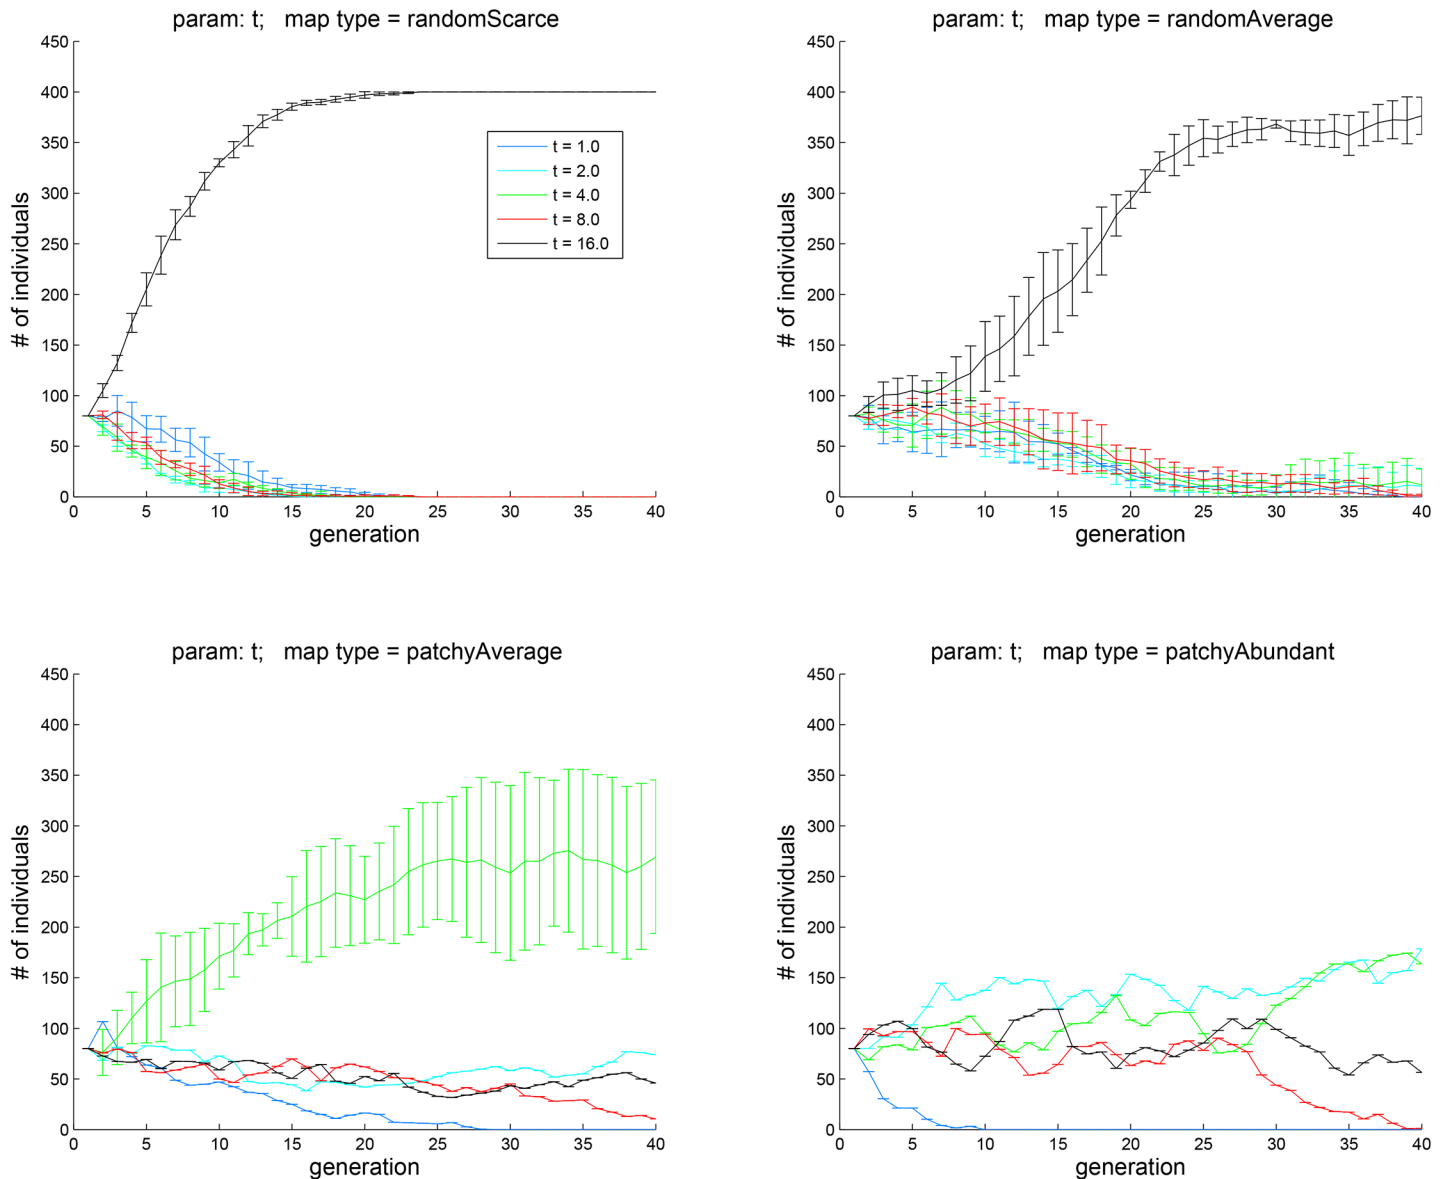 param: t;   map type = randomScarce
450
400
350
300
250
200
150
100
50
0
# of individuals
t = 1.0
t = 2.0
t = 4.0
t = 8.0
t = 16.0
0 5 10 15 20 25 30 35 40
generation
param: t;   map type = randomAverage
450
400
350
300
250
200
150
100
50
0
# of individuals
0 5 10 15 20 25 30 35 40
generation
param: t;   map type = patchyAverage
450
400
350
300
250
200
150
100
50
0
# of individuals
0 5 10 15 20 25 30 35 40
generation
param: t;   map type = patchyAbundant
450
400
350
300
250
200
150
100
50
0
# of individuals
0 5 10 15 20 25 30 35 40
generation